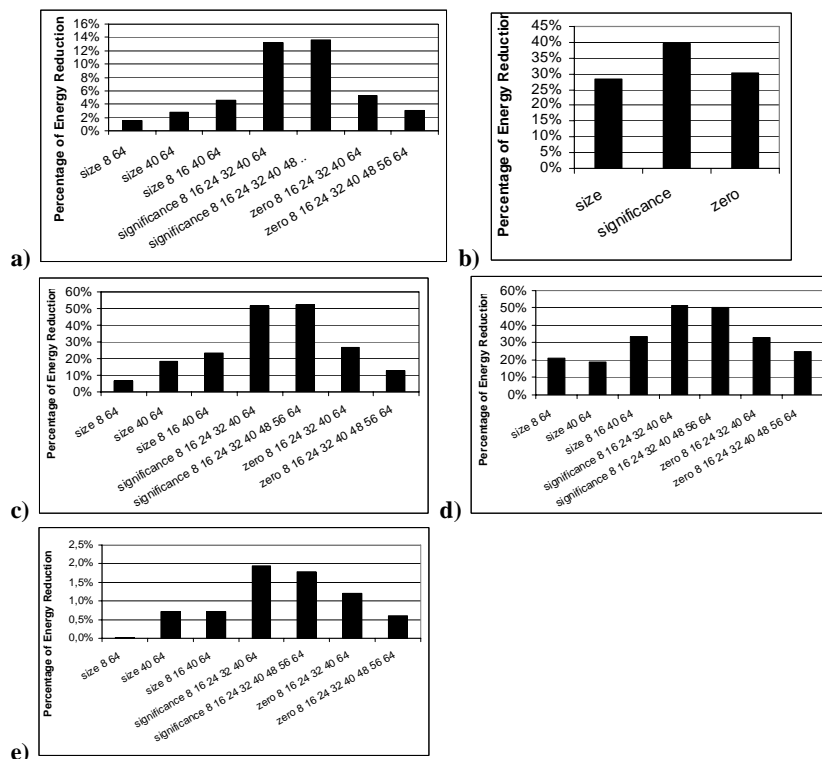 16%
14%
12%
10%
8%
6%
4%
2%
0%
Percentage of Energy Reduction
size 8 64
size 40 64
size 8 16 40 64
significance 8 16 24 32 40 64
significance 8 16 24 32 40 48 ..
zero 8 16 24 32 40 64
zero 8 16 24 32 40 48 56 64
a)
45%
40%
35%
30%
25%
20%
15%
10%
5%
0%
Percentage of Energy Reduction
size
significance
zero
b)
60%
50%
40%
30%
20%
10%
0%
Percentage of Energy Reduction
size 8 64
size 40 64
size 8 16 40 64
significance 8 16 24 32 40 64
significance 8 16 24 32 40 48 56 64
zero 8 16 24 32 40 64
zero 8 16 24 32 40 48 56 64
c)
60%
50%
40%
30%
20%
10%
0%
Percentage of Energy Reduction
size 8 64
size 40 64
size 8 16 40 64
significance 8 16 24 32 40 64
significance 8 16 24 32 40 48 56 64
zero 8 16 24 32 40 64
zero 8 16 24 32 40 48 56 64
d)
2,5%
2,0%
1,5%
1,0%
0,5%
0,0%
Percentage of Energy Reduction
size 8 64
size 40 64
size 8 16 40 64
significance 8 16 24 32 40 64
significance 8 16 24 32 40 48 56 64
zero 8 16 24 32 40 64
zero 8 16 24 32 40 48 56 64
e)